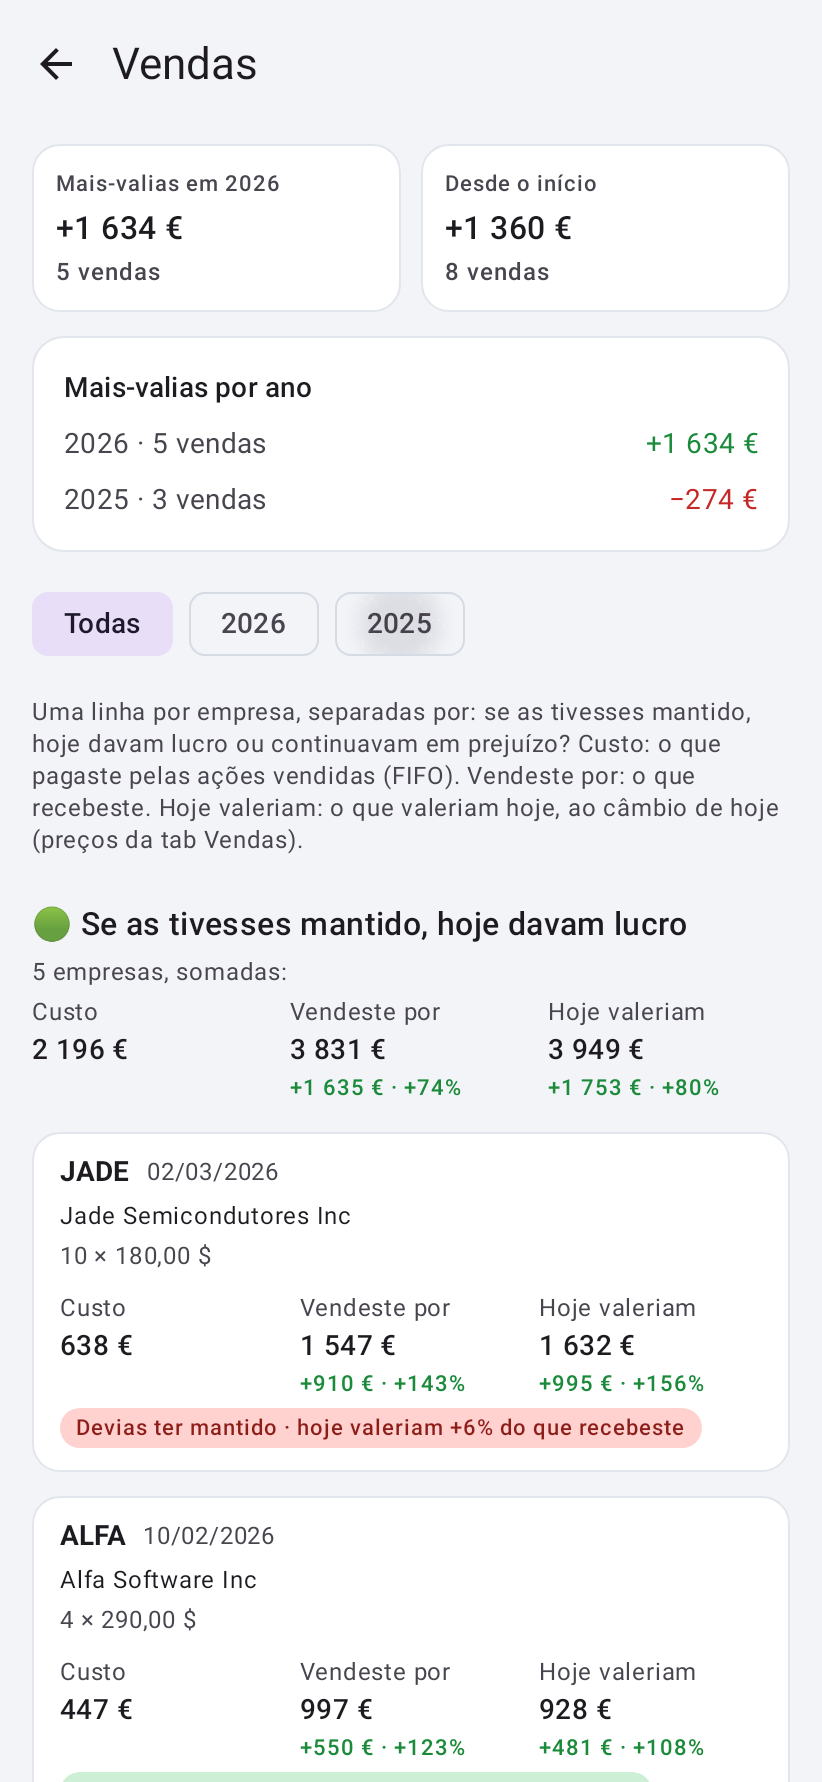 Vendas
Mais-valias em 2026
+1 634 €
5 vendas
Desde o início
+1 360 €
8 vendas
Mais-valias por ano
2026 · 5 vendas +1 634 €
2025 · 3 vendas −274 €
Todas 2026 2025
Uma linha por empresa, separadas por: se as tivesses mantido,
hoje davam lucro ou continuavam em prejuízo? Custo: o que
pagaste pelas ações vendidas (FIFO). Vendeste por: o que
recebeste. Hoje valeriam: o que valeriam hoje, ao câmbio de hoje
(preços da tab Vendas).
Se as tivesses mantido, hoje davam lucro
5 empresas, somadas:
Custo Vendeste por Hoje valeriam
2 196 € 3 831 € 3 949 €
+1 635 € · +74% +1 753 € · +80%
JADE 02/03/2026
Jade Semicondutores Inc
10 × 180,00 $
Custo Vendeste por Hoje valeriam
638 € 1 547 € 1 632 €
+910 € · +143% +995 € · +156%
Devias ter mantido · hoje valeriam +6% do que recebeste
ALFA 10/02/2026
Alfa Software Inc
4 × 290,00 $
Custo Vendeste por Hoje valeriam
447 € 997 € 928 €
+550 € · +123% +481 € · +108%